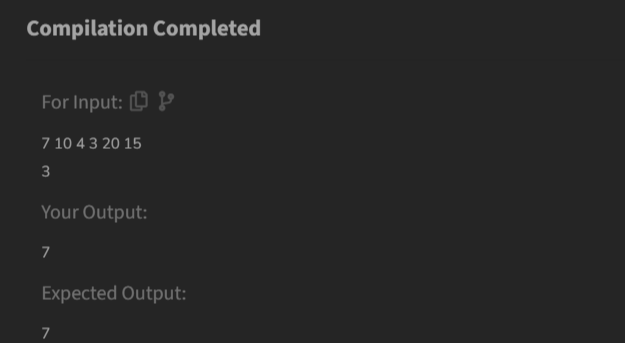 Compilation Completed
For Input:
7 10 4 3 20 15
3
Your Output:
7
Expected Output:
7